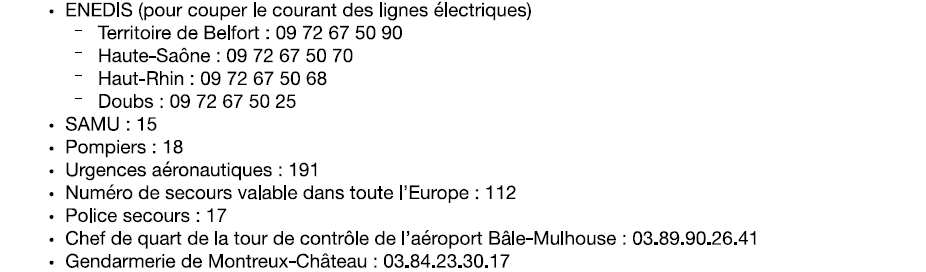 • ENEDIS (pour couper le courant des lignes électriques)
– Territoire de Belfort : 09 72 67 50 90
– Haute-Saône : 09 72 67 50 70
– Haut-Rhin : 09 72 67 50 68
– Doubs : 09 72 67 50 25
• SAMU : 15
• Pompiers : 18
• Urgences aéronautiques : 191
• Numéro de secours valable dans toute l'Europe : 112
• Police secours : 17
• Chef de quart de la tour de contrôle de l'aéroport Bâle-Mulhouse : 03.89.90.26.41
• Gendarmerie de Montreux-Château : 03.84.23.30.17